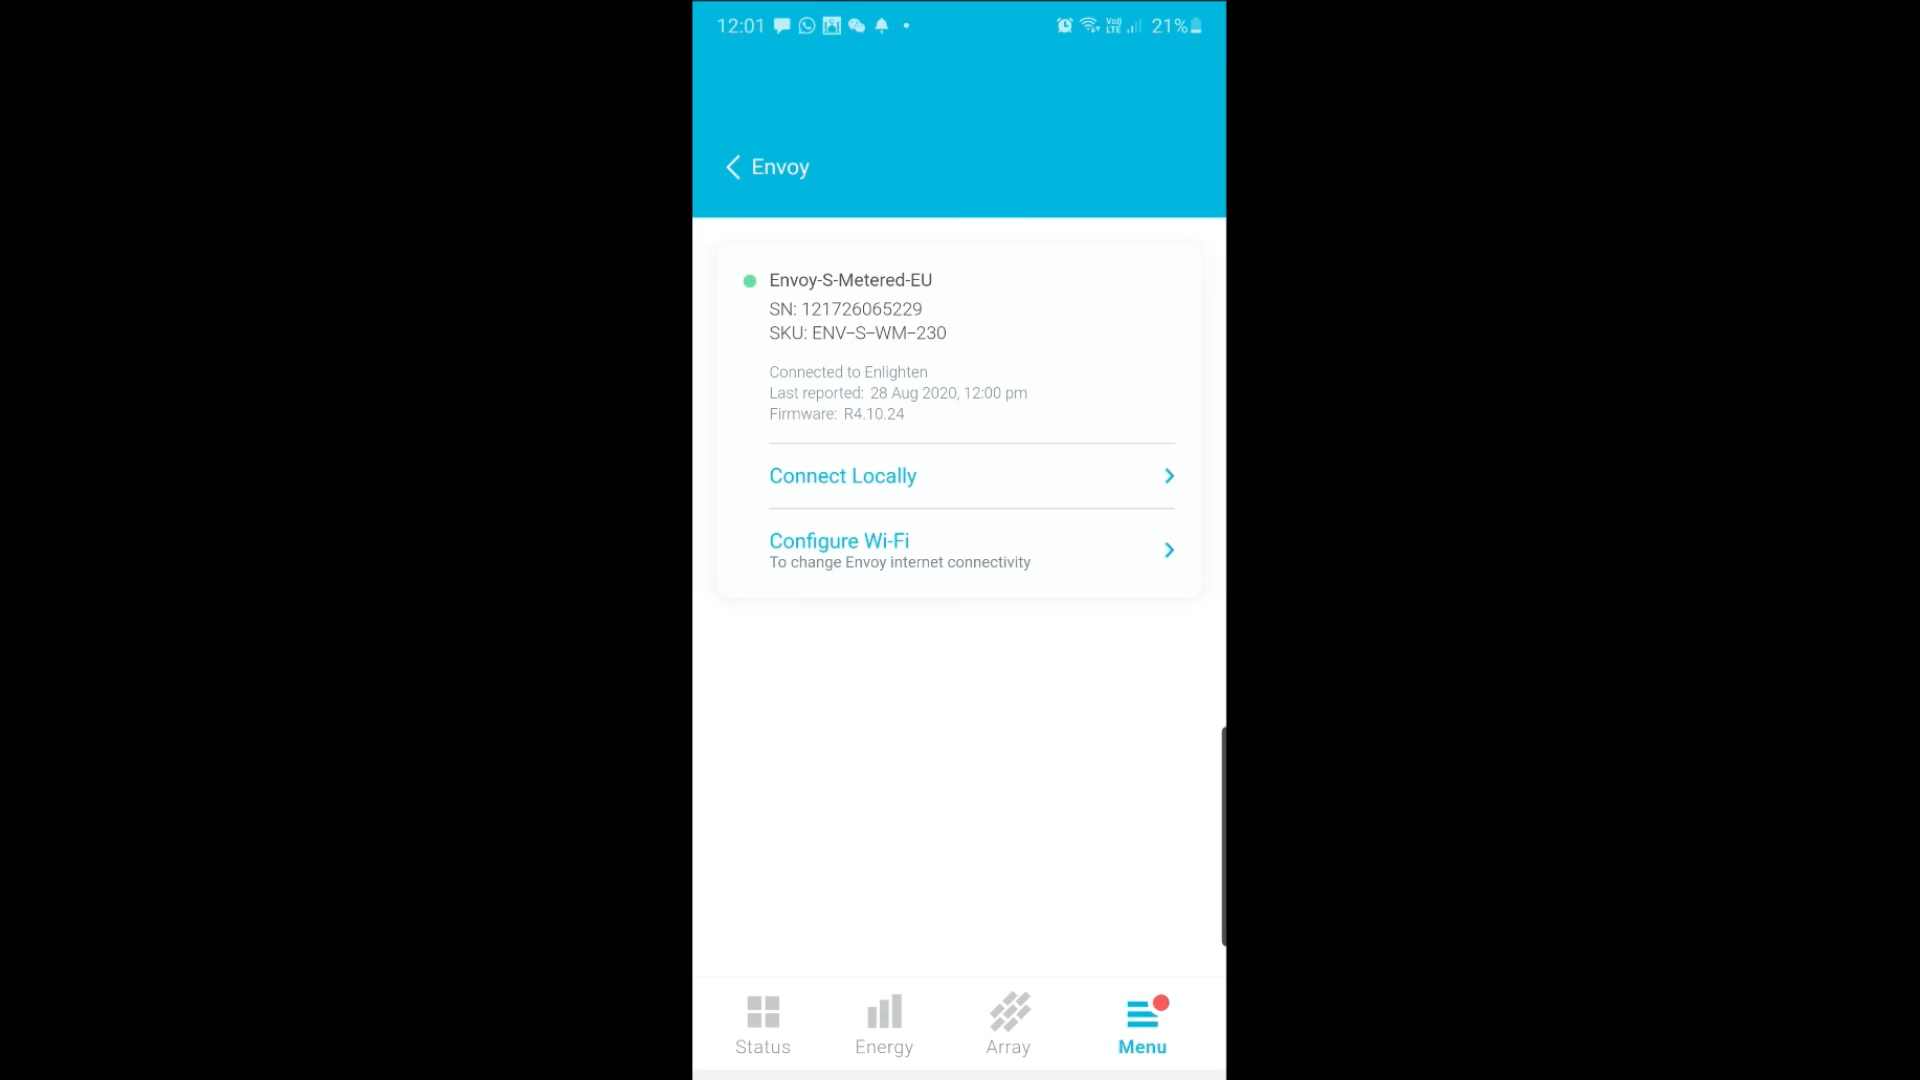 12:01 21%
Vo)) LTE
Envoy
Envoy-S-Metered-EU
SN: 121726065229
SKU: ENV–S–WM–230
Connected to Enlighten
Last reported: 28 Aug 2020, 12:00 pm
Firmware: R4.10.24
Connect Locally
Configure Wi-Fi
To change Envoy internet connectivity
Status Energy Array Menu